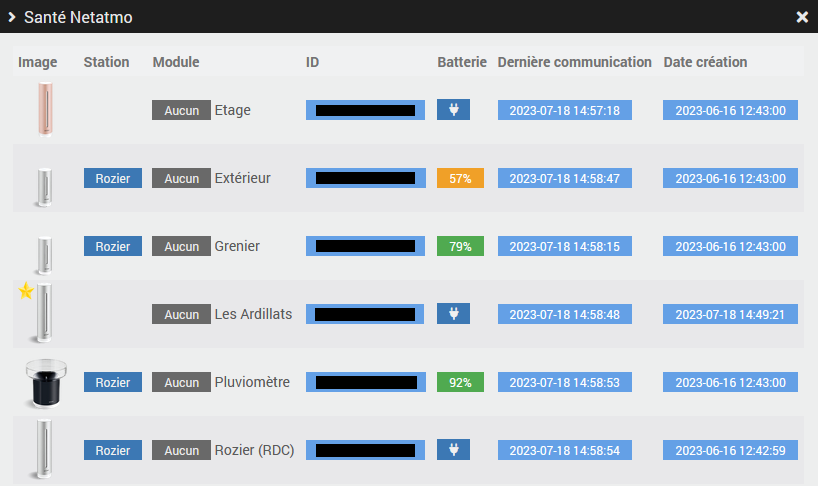 Santé Netatmo
Image Station Module ID Batterie Dernière communication Date création
Aucun Etage 2023-07-18 14:57:18 2023-06-16 12:43:00
Rozier Aucun Extérieur 57% 2023-07-18 14:58:47 2023-06-16 12:43:00
Rozier Aucun Grenier 79% 2023-07-18 14:58:15 2023-06-16 12:43:00
Aucun Les Ardillats 2023-07-18 14:58:48 2023-07-18 14:49:21
Rozier Aucun Pluviomètre 92% 2023-07-18 14:58:53 2023-06-16 12:43:00
Rozier Aucun Rozier (RDC) 2023-07-18 14:58:54 2023-06-16 12:42:59